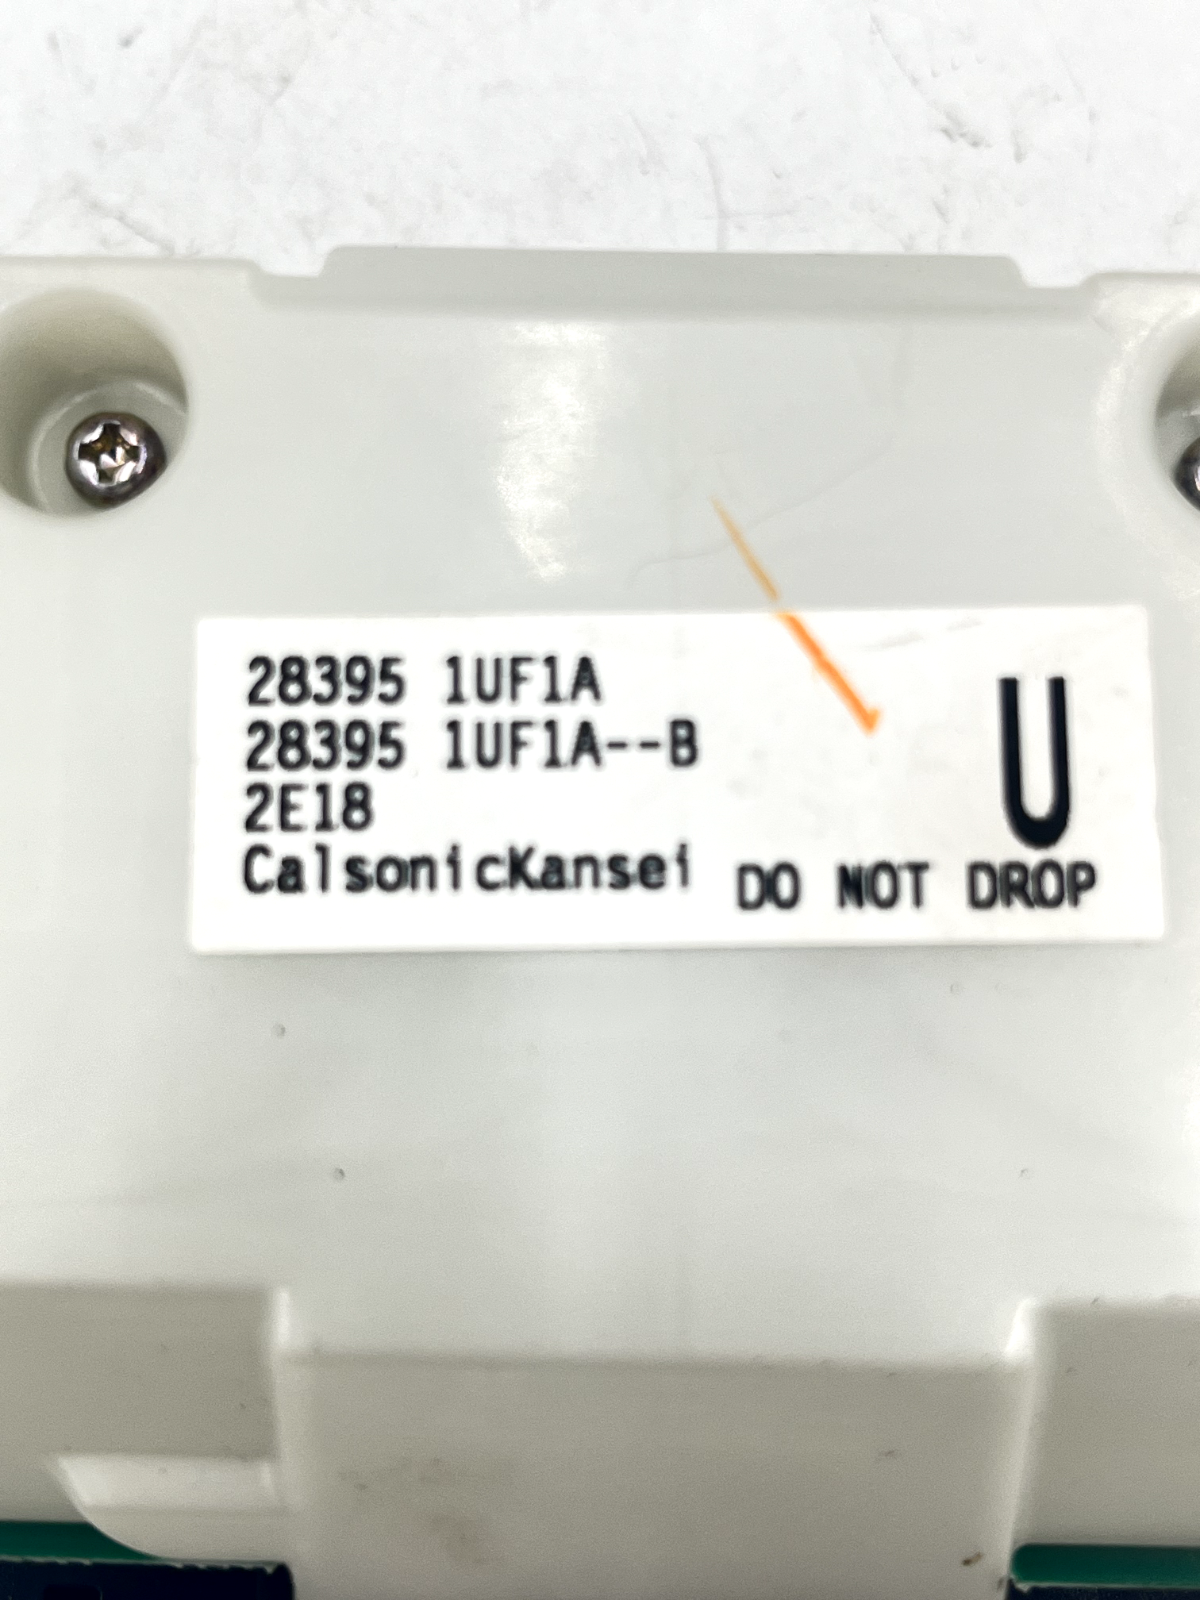 28395 1UF1A
28395 1UF1A--B
2E18
CalsonicKansei
U
DO NOT DROP